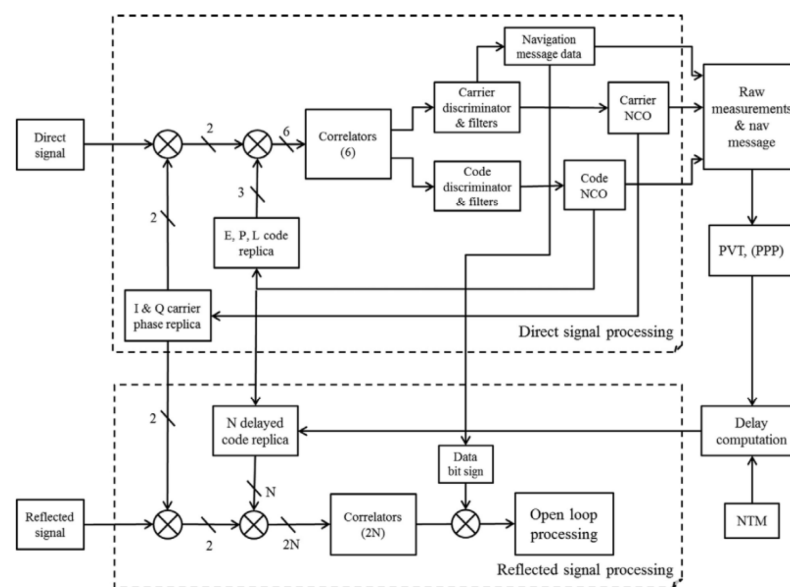 Navigation
message data
Direct
signal
2
6
Correlators
(6)
Carrier
discriminator
& filters
Carrier
NCO
Raw
measurements
& nav
message
Code
discriminator
& filters
Code
NCO
2
3
E, P, L code
replica
PVT, (PPP)
I & Q carrier
phase replica
Direct signal processing
2
N delayed
code replica
Delay
computation
Data
bit sign
N
Reflected
signal
2
2N
Correlators
(2N)
Open loop
processing
NTM
Reflected signal processing